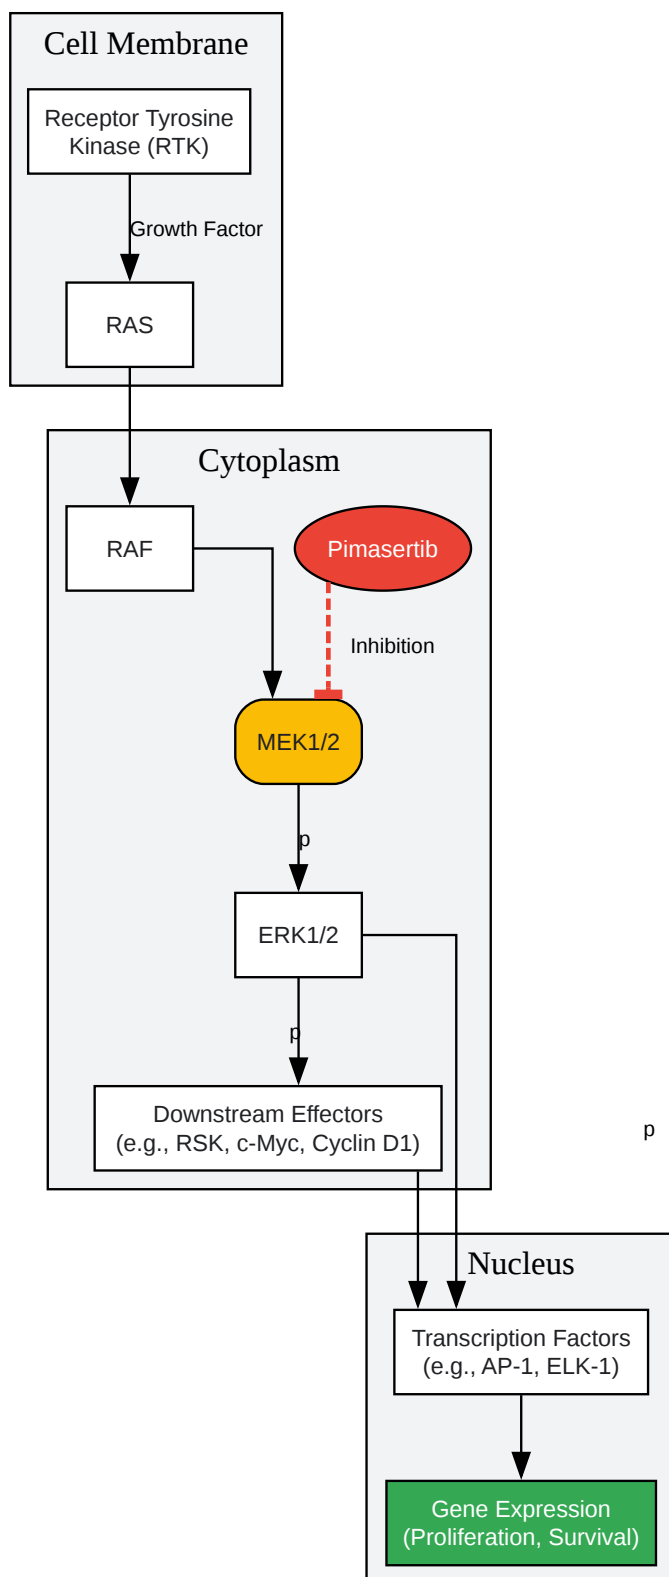 Cell Membrane
Receptor Tyrosine
Kinase (RTK)
Growth Factor
RAS
Cytoplasm
RAF
Pimasertib
Inhibition
MEK1/2
p
ERK1/2
p
Downstream Effectors
(e.g., RSK, c-Myc, Cyclin D1)
p
Nucleus
Transcription Factors
(e.g., AP-1, ELK-1)
Gene Expression
(Proliferation, Survival)